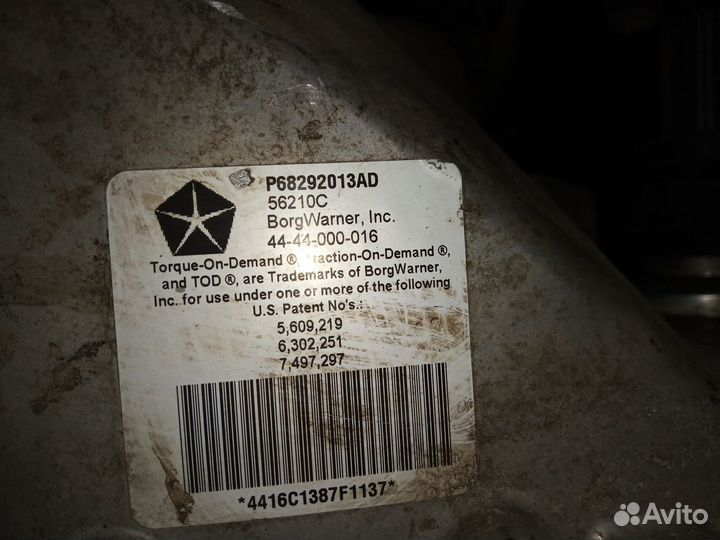 P68292013AD
56210C
BorgWarner, Inc.
44-44-000-016
Torque-On-Demand ®, raction-On-Demand ®,
and TOD ®, are Trademarks of BorgWarner,
Inc. for use under one or more of the following
U.S. Patent No's.:
5,609,219
6,302,251
7,497,297
*4416C1387F1137*
Avito